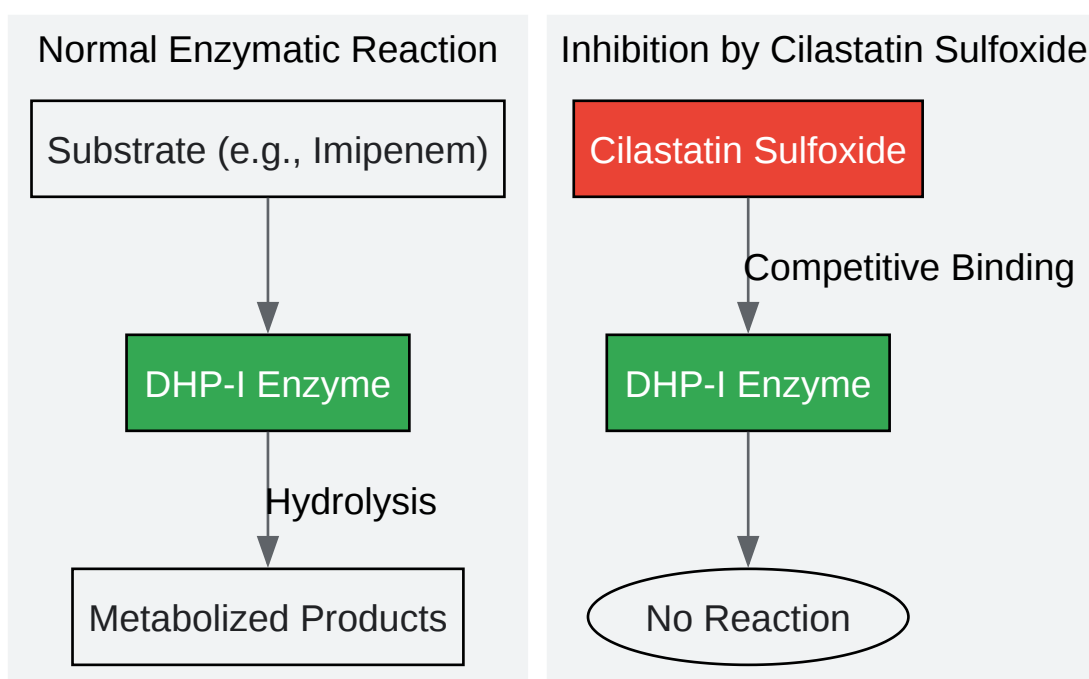 Normal Enzymatic Reaction
Substrate (e.g., Imipenem)
DHP-I Enzyme
Hydrolysis
Metabolized Products
Inhibition by Cilastatin Sulfoxide
Cilastatin Sulfoxide
Competitive Binding
DHP-I Enzyme
No Reaction